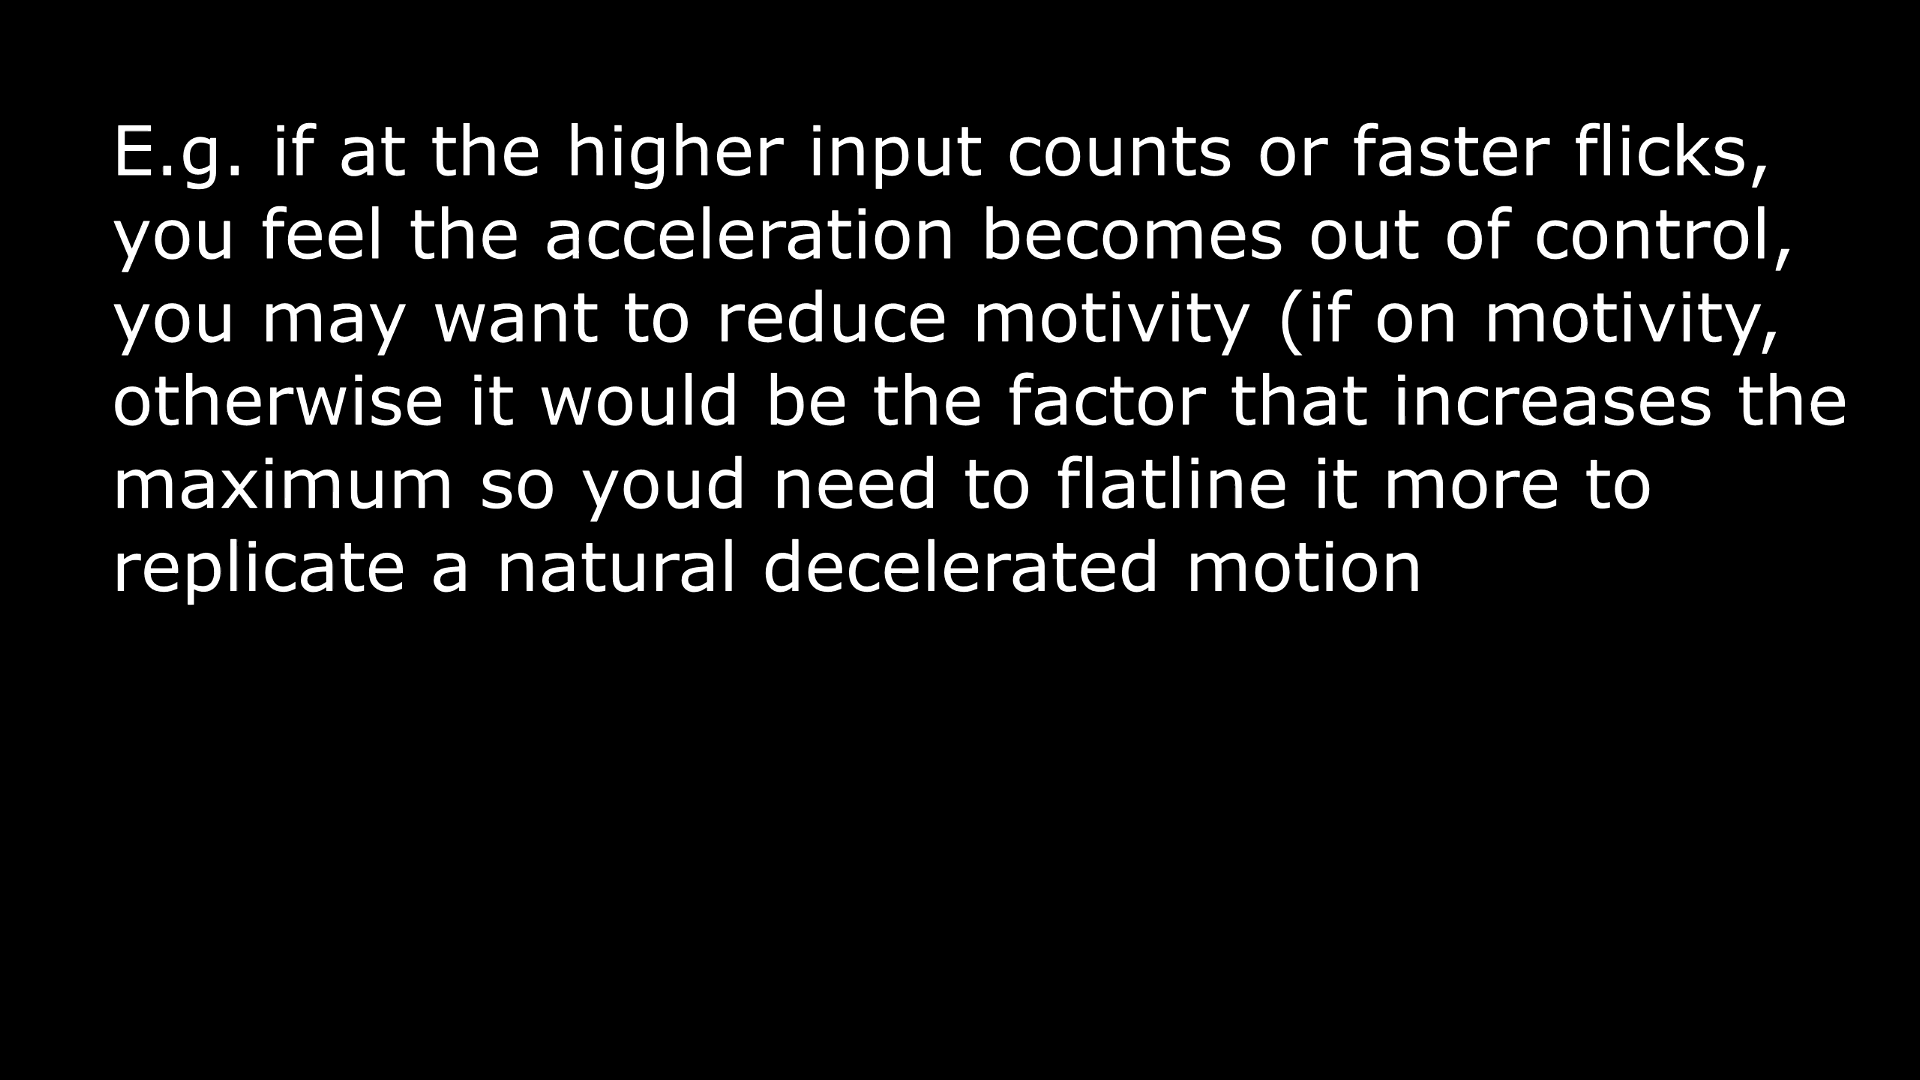 E.g. if at the higher input counts or faster flicks,
you feel the acceleration becomes out of control,
you may want to reduce motivity (if on motivity,
otherwise it would be the factor that increases the
maximum so youd need to flatline it more to
replicate a natural decelerated motion